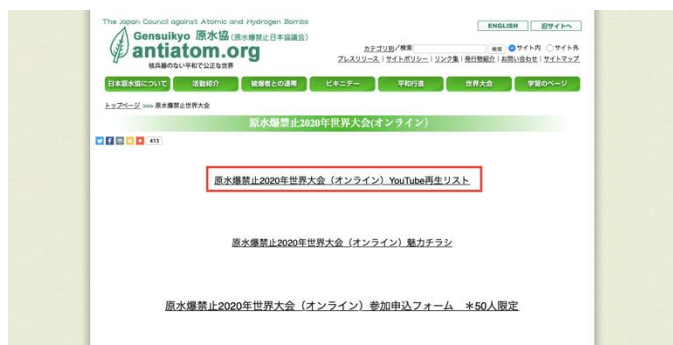 The Japan Council against Atomic and Hydrogen Bombs
ENGLISH 旧サイトへ
Gensuikyo 原水協(原水爆禁止日本協議会)
antiatom.org
核兵器のない平和で公正な世界
カテゴリ別/検索 検索 サイト内 サイト外
プレスリリース | サイトポリシー | リンク集 | 発行物紹介 | お問い合わせ | サイトマップ
日本原水協について 活動紹介 被爆者との連帯 ビキニデー 平和行進 世界大会 学習のページ
トップページ >>> 原水爆禁止世界大会
原水爆禁止2020年世界大会(オンライン)
413
原水爆禁止2020年世界大会（オンライン）YouTube再生リスト
原水爆禁止2020年世界大会（オンライン）魅力チラシ
原水爆禁止2020年世界大会（オンライン）参加申込フォーム ＊50人限定